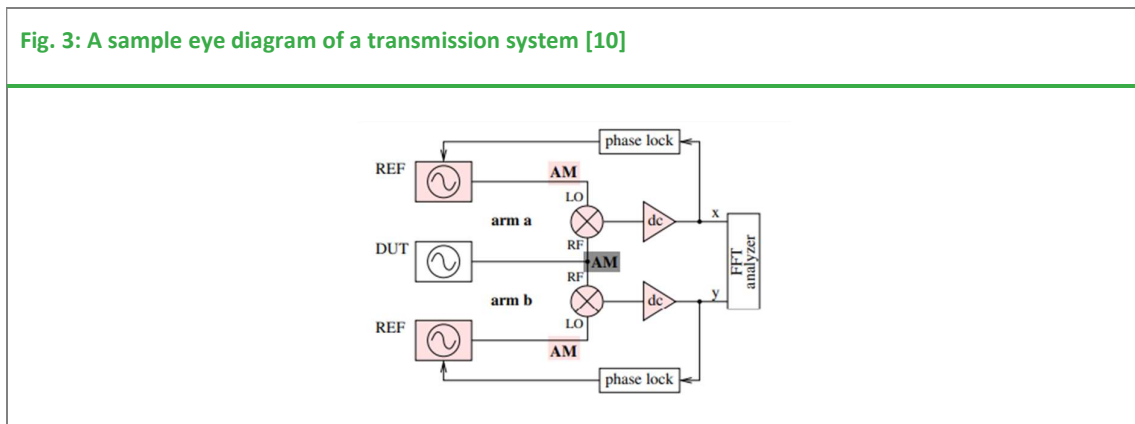 Fig. 3: A sample eye diagram of a transmission system [10]
phase lock
REF
AM
LO
arm a
dc
x
RF
DUT
AM
FFT
analyzer
RF
arm b
dc
y
REF
LO
AM
phase lock